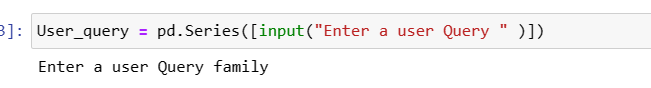 3]: User_query = pd.Series([input("Enter a user Query " )])
Enter a user Query family